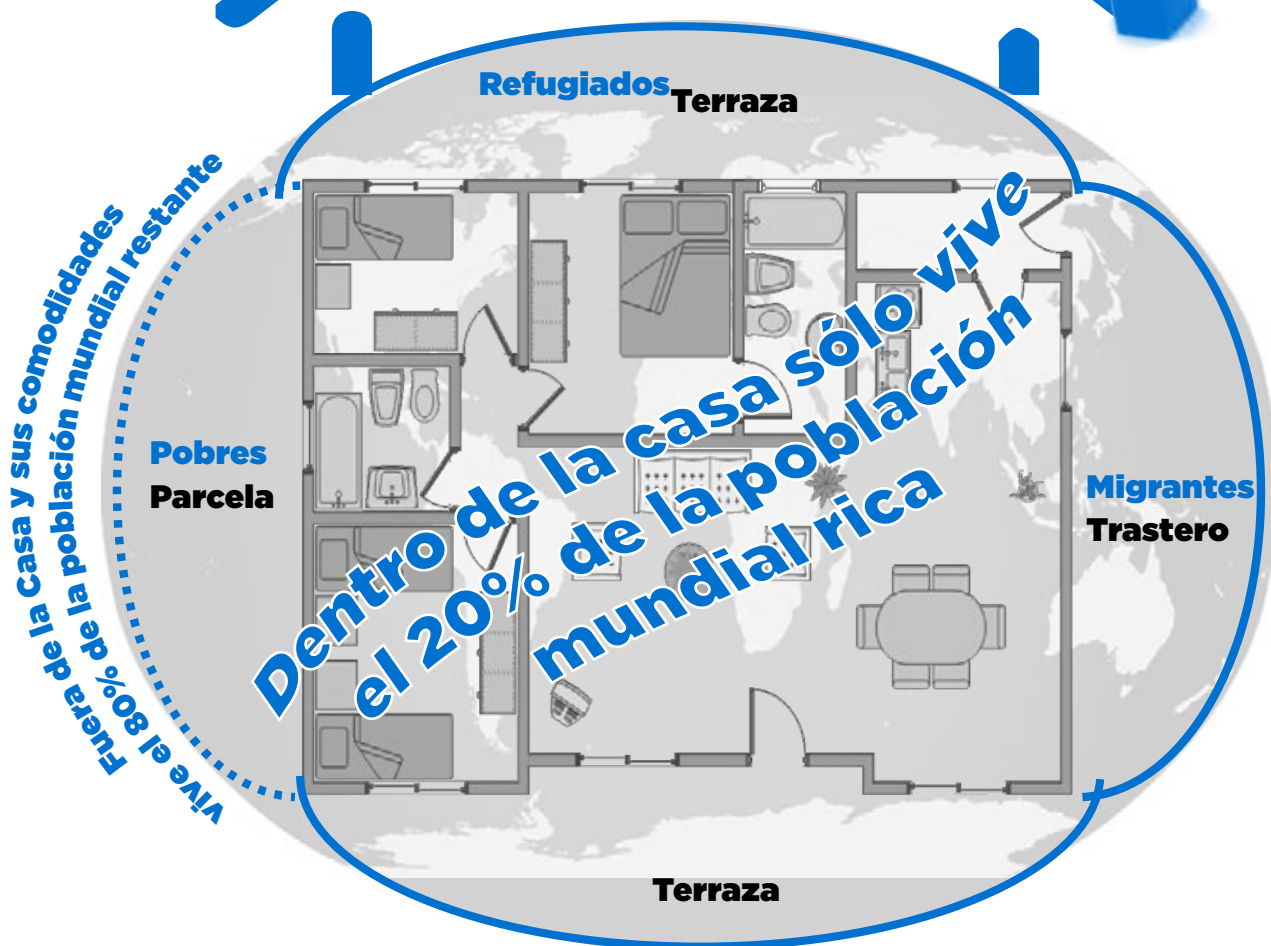 Refugiados
Terraza
Fuera de la Casa y sus comodidades
vive el 80% de la población mundial restante
Pobres
Parcela
Dentro de la casa sólo vive
el 20% de la población
mundial rica
Migrantes
Trastero
Terraza